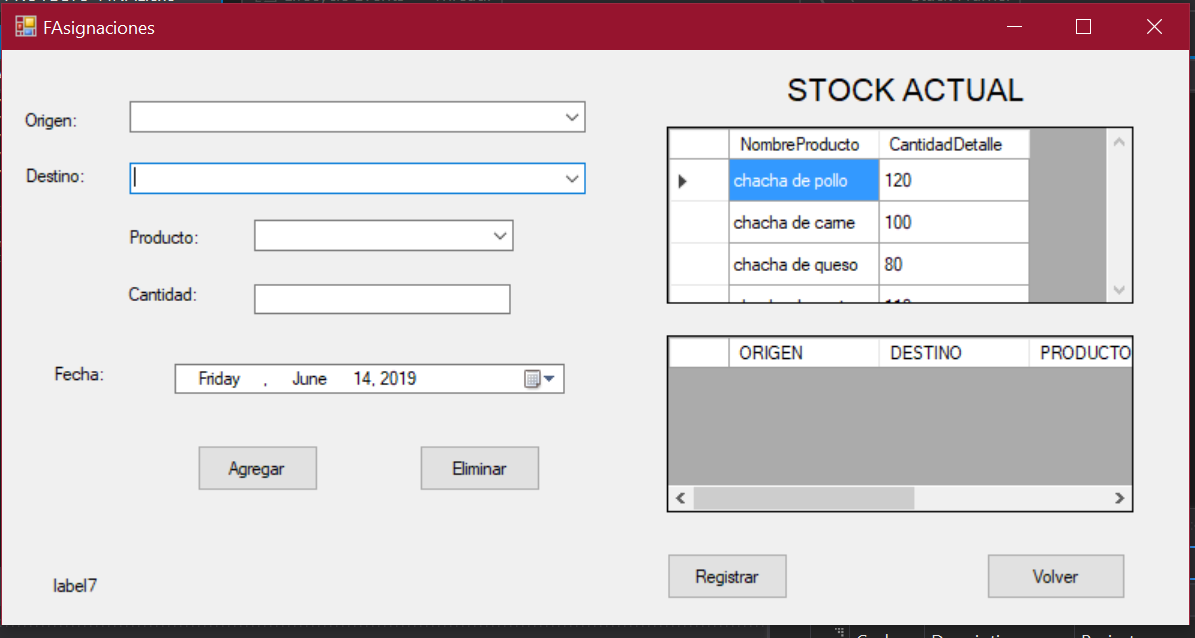 FAsignaciones
STOCK ACTUAL
Origen:
Destino:
Producto:
Cantidad:
Fecha:
Friday , June 14, 2019
Agregar Eliminar
label7
NombreProducto CantidadDetalle
chacha de pollo 120
chacha de carne 100
chacha de queso 80
ORIGEN DESTINO PRODUCTO
Registrar Volver